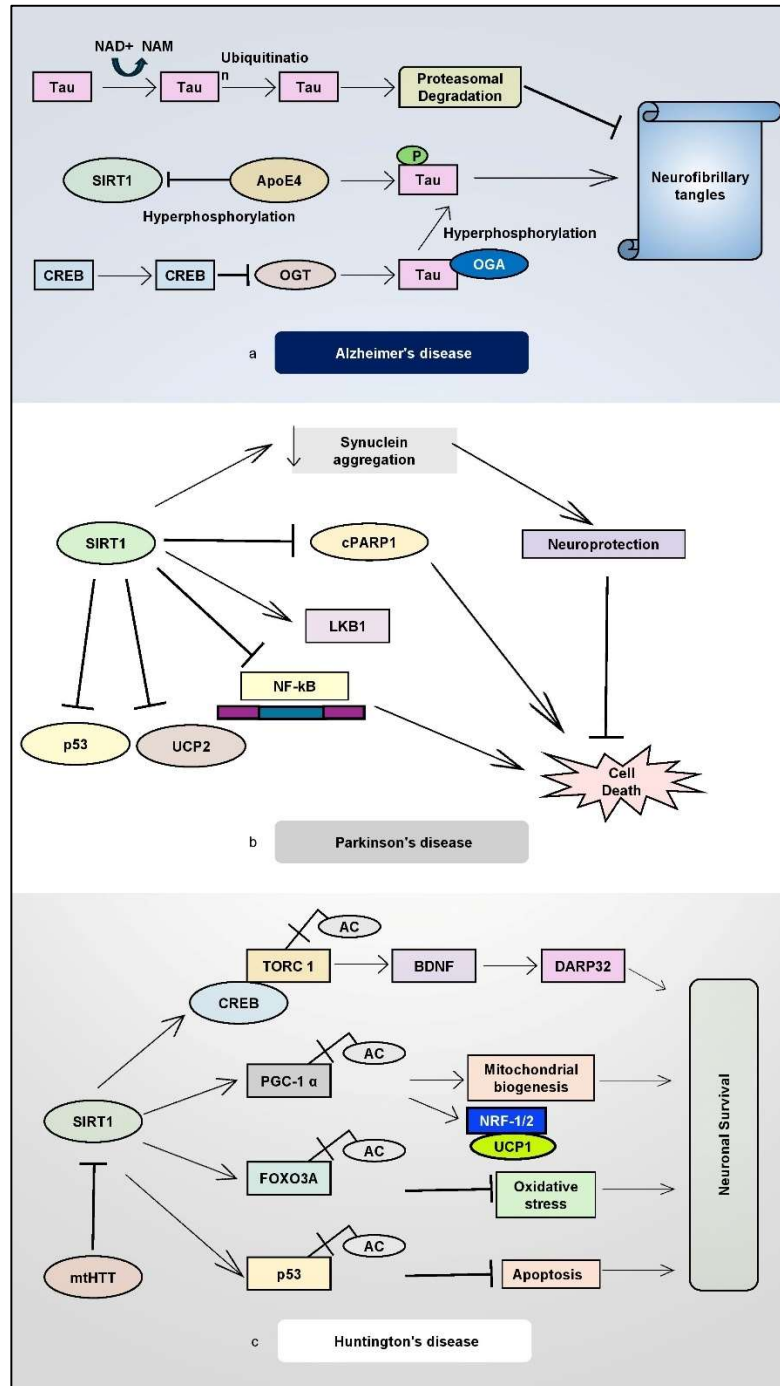 NAD+ NAM
Ubiquitinatio
n
Tau
Tau
Tau
Proteasomal
Degradation
Neurofibrillary
tangles
SIRT1
ApoE4
P
Tau
Hyperphosphorylation
Hyperphosphorylation
CREB
CREB
OGT
Tau
OGA
a
Alzheimer's disease
Synuclein
aggregation
SIRT1
cPARP1
Neuroprotection
LKB1
NF-kB
p53
UCP2
Cell
Death
b
Parkinson's disease
AC
TORC 1
BDNF
DARP32
CREB
AC
PGC-1 α
Mitochondrial
biogenesis
NRF-1/2
UCP1
SIRT1
AC
FOXO3A
Oxidative
stress
Neuronal Survival
AC
mtHTT
p53
Apoptosis
c
Huntington's disease